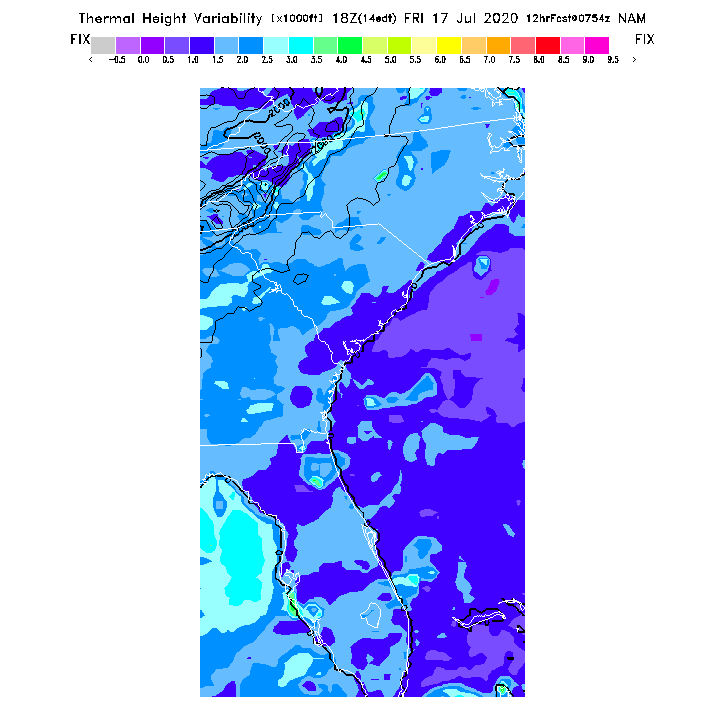 Thermal Height Variability [x1000ft] 18Z(14edt) FRI 17 Jul 2020 12hrFcst@0754z NAM
FIX FIX
< -0.5 0.0 0.5 1.0 1.5 2.0 2.5 3.0 3.5 4.0 4.5 5.0 5.5 6.0 6.5 7.0 7.5 8.0 8.5 9.0 9.5 >
2000
2000
2000